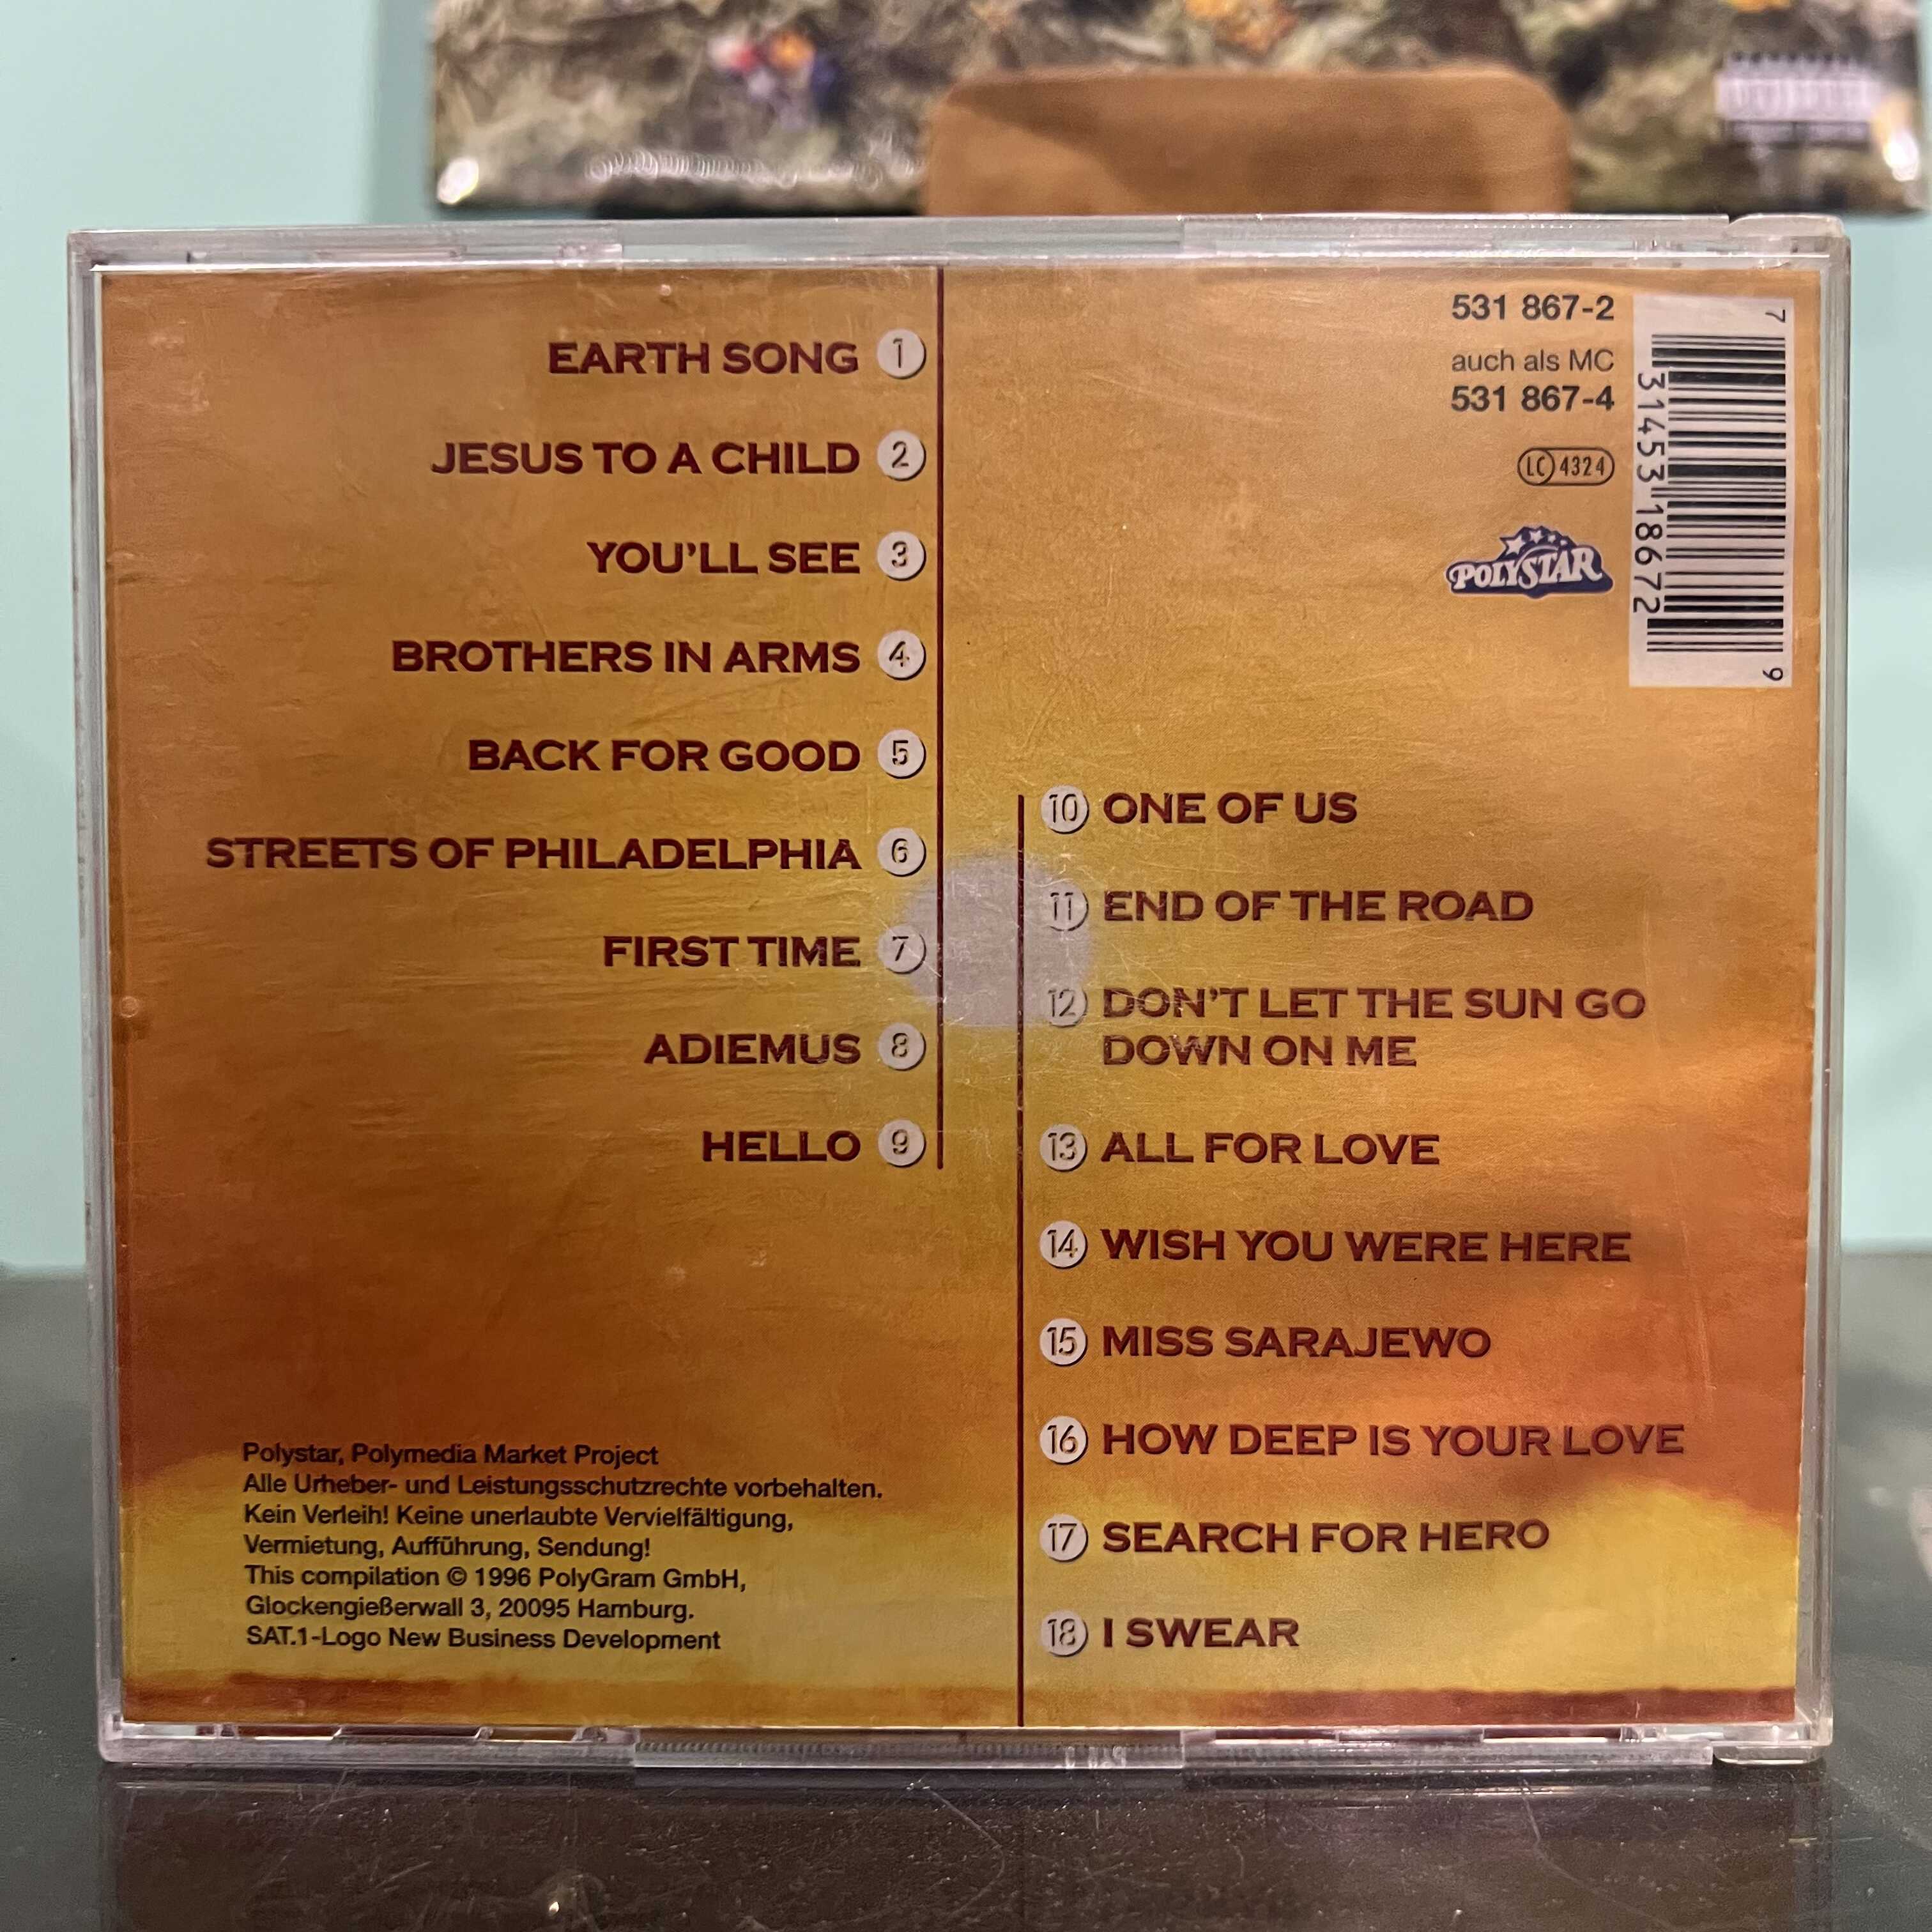 EARTH SONG 1
JESUS TO A CHILD 2
YOU'LL SEE 3
BROTHERS IN ARMS 4
BACK FOR GOOD 5
STREETS OF PHILADELPHIA 6
FIRST TIME 7
ADIEMUS 8
HELLO 9
531 867-2
auch als MC
531 867-4
LC 4324
POLYSTAR
7 31453 18672 9
10 ONE OF US
11 END OF THE ROAD
12 DON'T LET THE SUN GO
DOWN ON ME
13 ALL FOR LOVE
14 WISH YOU WERE HERE
15 MISS SARAJEWO
16 HOW DEEP IS YOUR LOVE
17 SEARCH FOR HERO
18 I SWEAR
Polystar, Polymedia Market Project
Alle Urheber- und Leistungsschutzrechte vorbehalten.
Kein Verleih! Keine unerlaubte Vervielfältigung,
Vermietung, Aufführung, Sendung!
This compilation © 1996 PolyGram GmbH,
Glockengießerwall 3, 20095 Hamburg.
SAT.1-Logo New Business Development